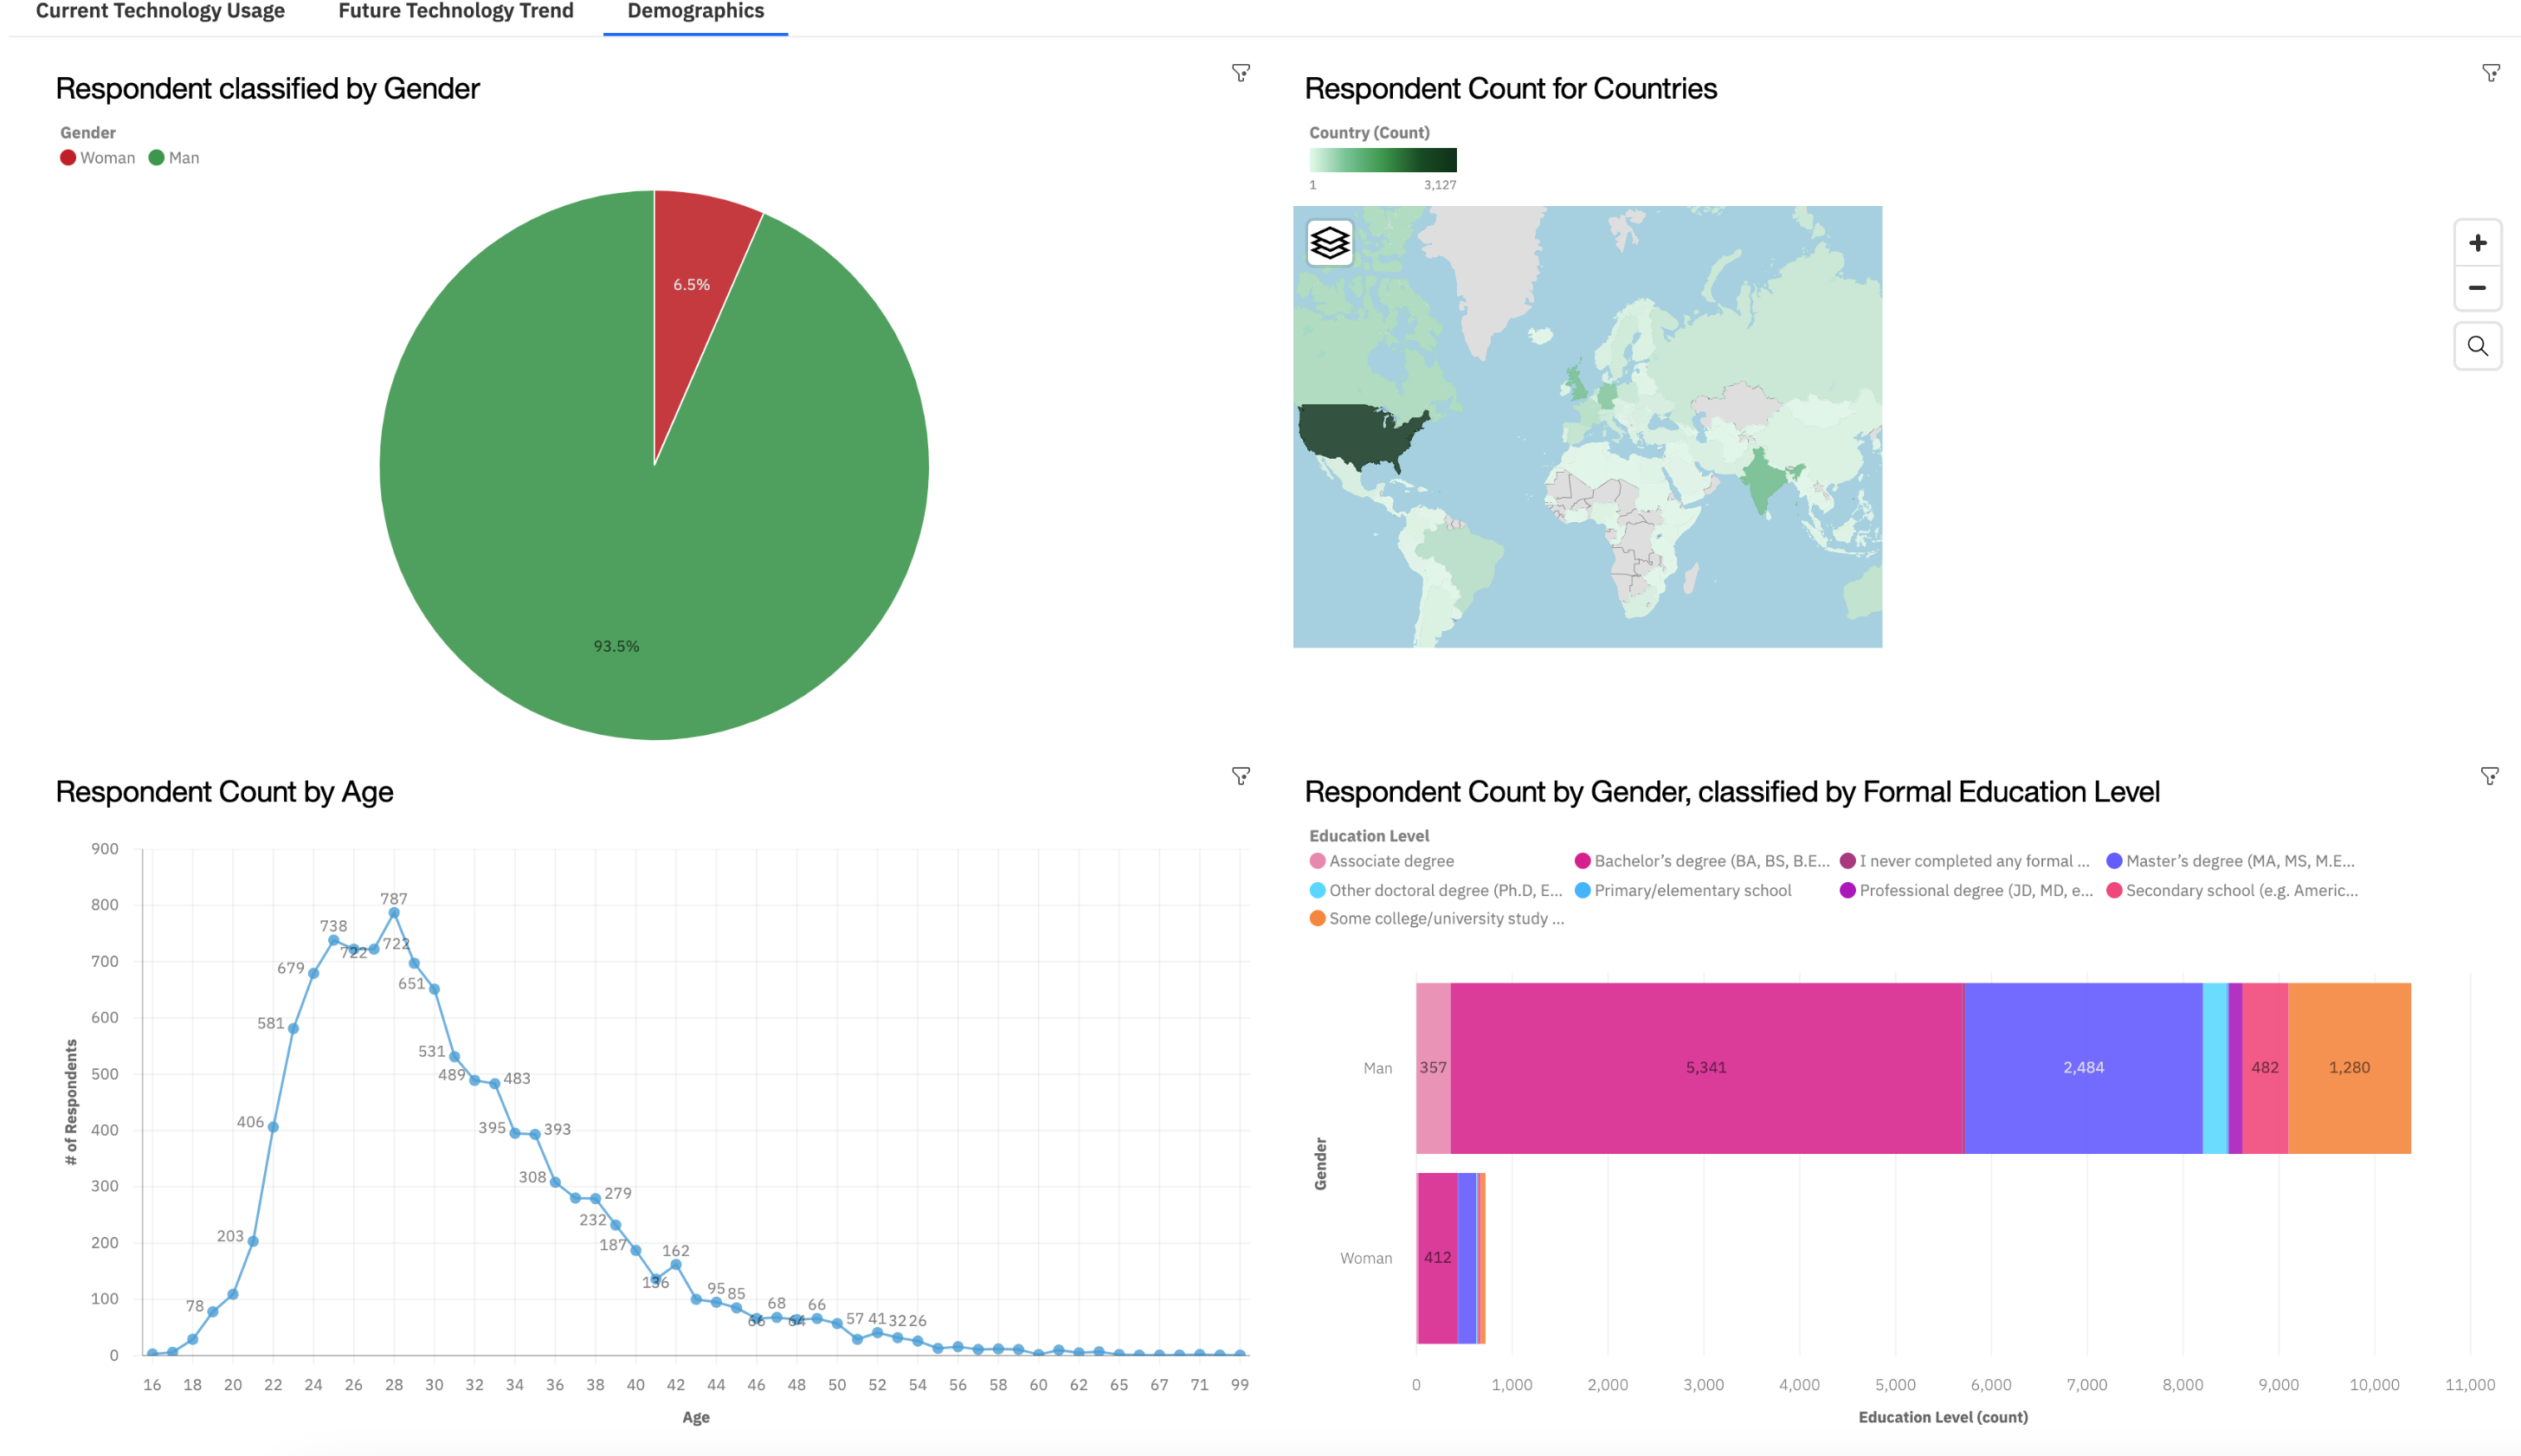 Current Technology Usage Future Technology Trend Demographics
Respondent classified by Gender
Gender
Woman Man
6.5%
93.5%
Respondent Count for Countries
Country (Count)
1 3,127
Respondent Count by Age
900
800
700
600
500
400
300
200
100
0
# of Respondents
78
203
406
581
679
738
722
722
787
651
531
489
483
395
393
308
279
232
187
136
162
95
85
66
68
64
66
57
41
32
26
16 18 20 22 24 26 28 30 32 34 36 38 40 42 44 46 48 50 52 54 56 58 60 62 65 67 71 99
Age
Respondent Count by Gender, classified by Formal Education Level
Education Level
Associate degree Bachelor’s degree (BA, BS, B.E... I never completed any formal ... Master’s degree (MA, MS, M.E...
Other doctoral degree (Ph.D, E... Primary/elementary school Professional degree (JD, MD, e... Secondary school (e.g. Americ...
Some college/university study ...
Gender
Man 357 5,341 2,484 482 1,280
Woman 412
0 1,000 2,000 3,000 4,000 5,000 6,000 7,000 8,000 9,000 10,000 11,000
Education Level (count)